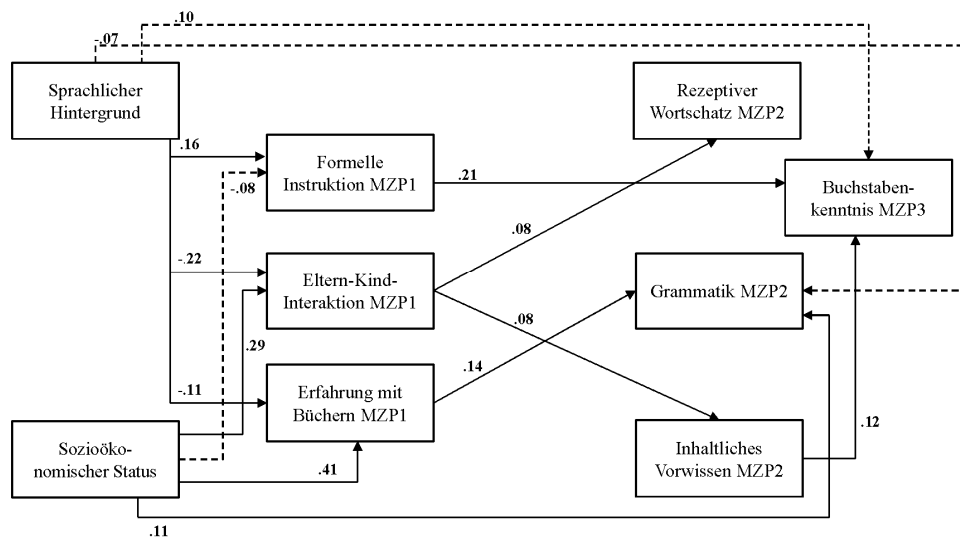 .10
-.07
Sprachlicher
Hintergrund
Rezeptiver
Wortschatz MZP2
.16
Formelle
Instruktion MZP1
-.08
.21
Buchstaben-
kenntnis MZP3
.08
-.22
Eltern-Kind-
Interaktion MZP1
Grammatik MZP2
.08
.29
.14
-.11
Erfahrung mit
Büchern MZP1
.12
Sozioöko-
nomischer Status
.41
Inhaltliches
Vorwissen MZP2
.11